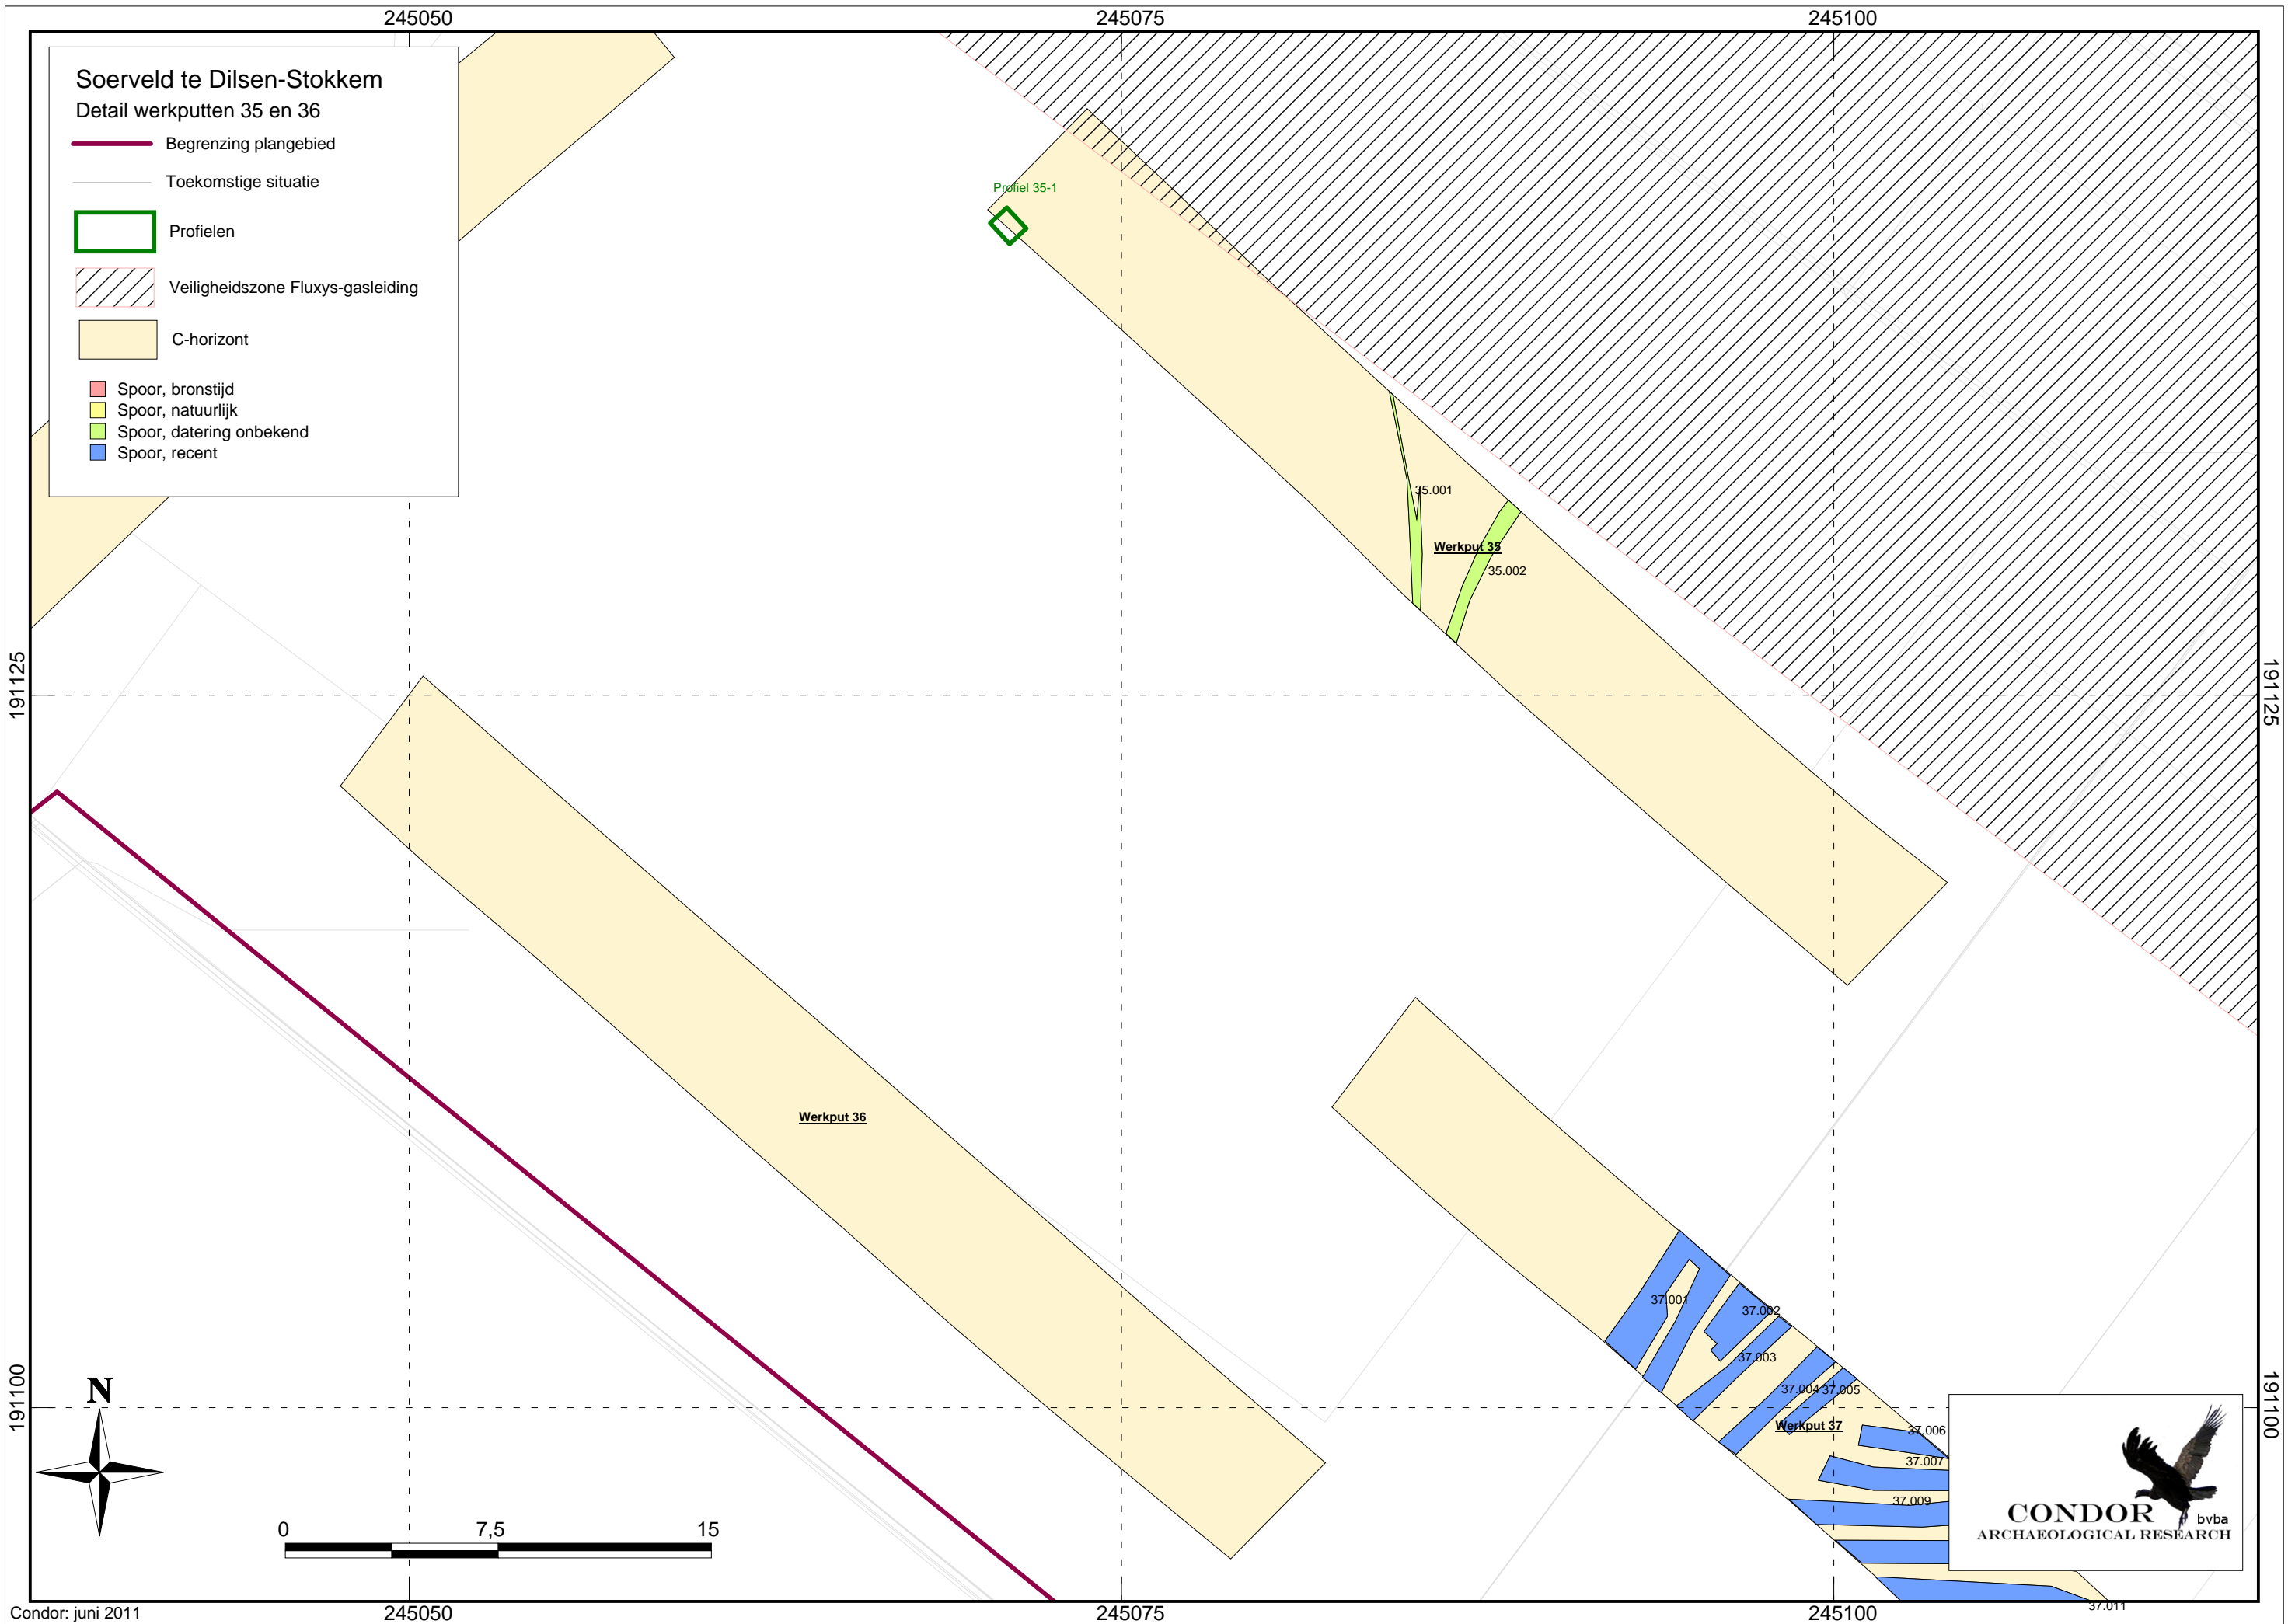 245050
245075
245100
Soerveld te Dilsen-Stokkem
Detail werkputten 35 en 36
Begrenzing plangebied
Toekomstige situatie
Profielen
Veiligheidszone Fluxys-gasleiding
C-horizont
Spoor, bronstijd
Spoor, natuurlijk
Spoor, datering onbekend
Spoor, recent
Profiel 35-1
35.001
Werkput 35
35.002
191125
191125
Werkput 36
37.001
37.002
37.003
37.004
37.005
Werkput 37
37.006
37.007
37.009
37.011
191100
191100
N
0
7,5
15
CONDOR bvba
ARCHAEOLOGICAL RESEARCH
Condor: juni 2011
245050
245075
245100